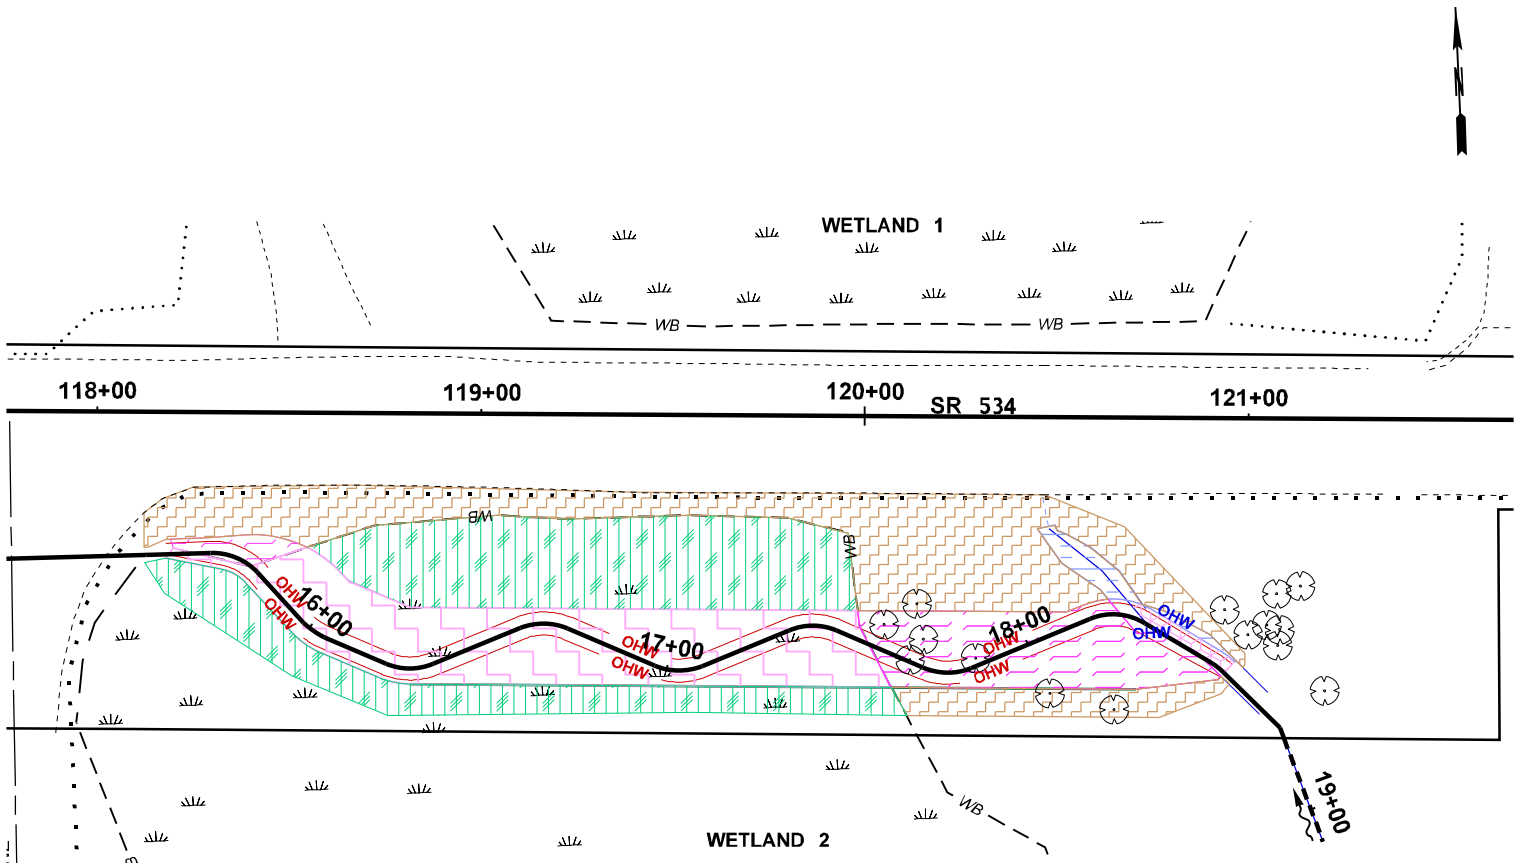 N
WETLAND 1
WB
WB
118+00
119+00
120+00
121+00
SR 534
WB
WB
OHW
OHW
16+00
OHW
OHW
17+00
OHW
OHW
18+00
OHW
OHW
WB
19+00
WETLAND 2
B